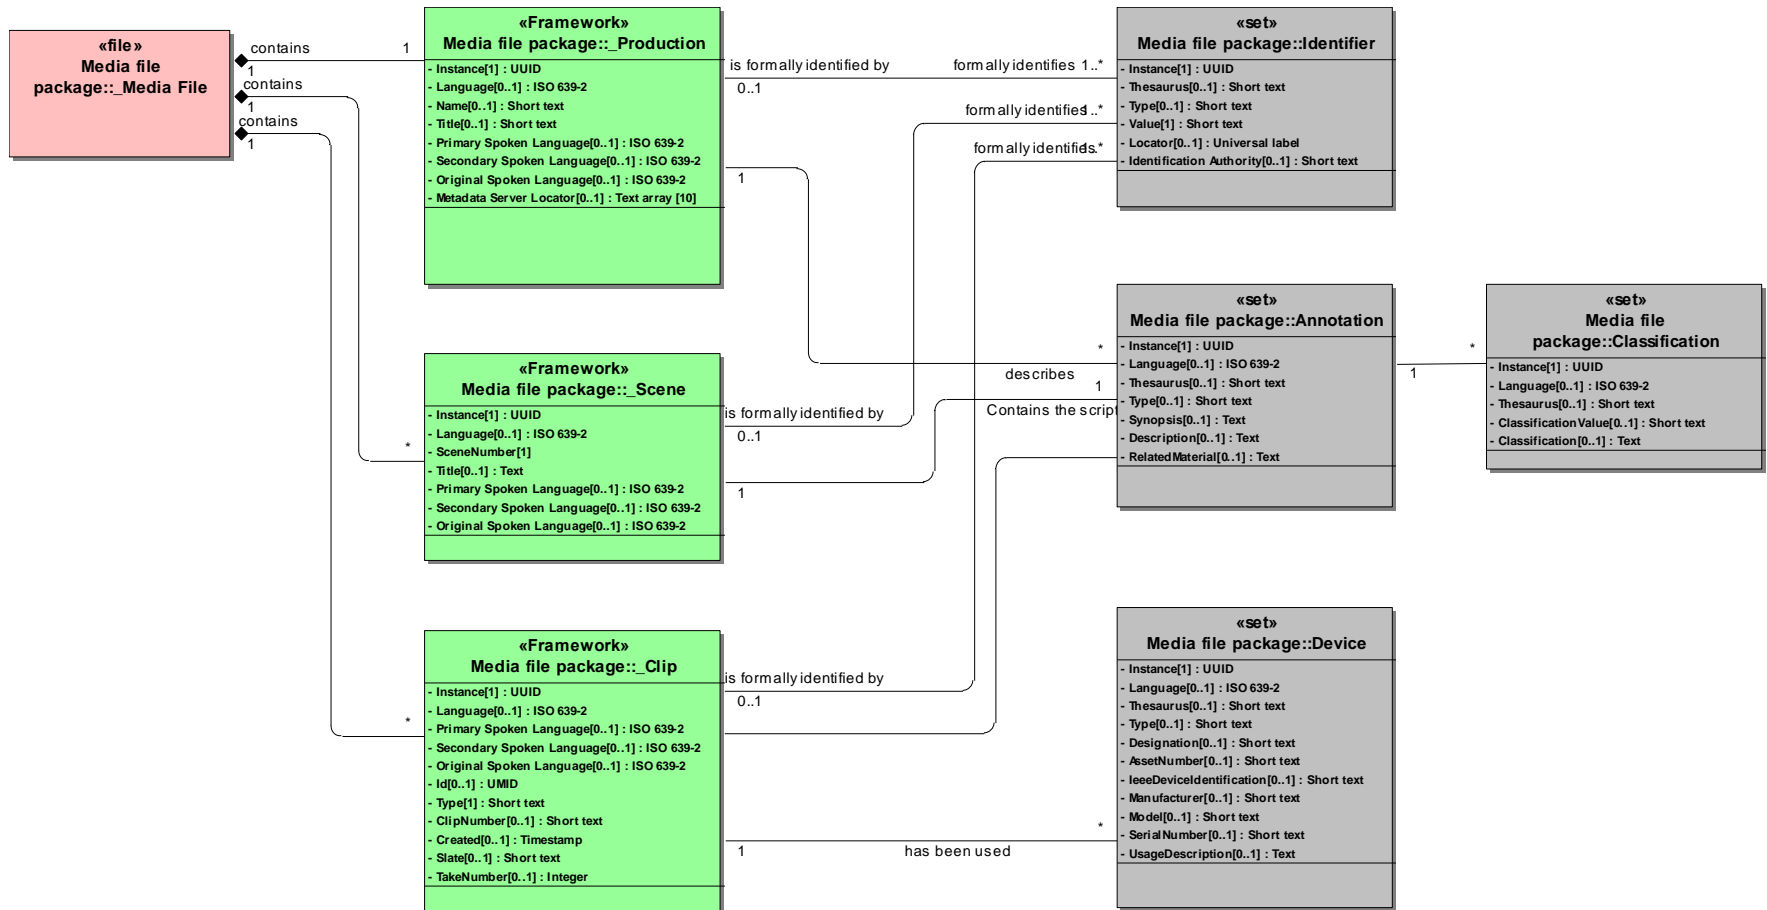 «file»
Media file
package::_Media File
contains
1
1
contains
1
contains
1
*
*
«Framework»
Media file package::_Production
- Instance[1] : UUID
- Language[0..1] : ISO 639-2
- Name[0..1] : Short text
- Title[0..1] : Short text
- Primary Spoken Language[0..1] : ISO 639-2
- Secondary Spoken Language[0..1] : ISO 639-2
- Original Spoken Language[0..1] : ISO 639-2
- Metadata Server Locator[0..1] : Text array [10]
«Framework»
Media file package::_Scene
- Instance[1] : UUID
- Language[0..1] : ISO 639-2
- SceneNumber[1]
- Title[0..1] : Text
- Primary Spoken Language[0..1] : ISO 639-2
- Secondary Spoken Language[0..1] : ISO 639-2
- Original Spoken Language[0..1] : ISO 639-2
«Framework»
Media file package::_Clip
- Instance[1] : UUID
- Language[0..1] : ISO 639-2
- Primary Spoken Language[0..1] : ISO 639-2
- Secondary Spoken Language[0..1] : ISO 639-2
- Original Spoken Language[0..1] : ISO 639-2
- Id[0..1] : UMID
- Type[1] : Short text
- ClipNumber[0..1] : Short text
- Created[0..1] : Timestamp
- Slate[0..1] : Short text
- TakeNumber[0..1] : Integer
is formally identified by
0..1
formally identifies 1..*
formally identifies 1..*
formally identifies *
1
*
describes
1
Contains the script
is formally identified by
0..1
1
is formally identified by
0..1
1
*
has been used
«set»
Media file package::Identifier
- Instance[1] : UUID
- Thesaurus[0..1] : Short text
- Type[0..1] : Short text
- Value[1] : Short text
- Locator[0..1] : Universal label
- Identification Authority[0..1] : Short text
«set»
Media file package::Annotation
- Instance[1] : UUID
- Language[0..1] : ISO 639-2
- Thesaurus[0..1] : Short text
- Type[0..1] : Short text
- Synopsis[0..1] : Text
- Description[0..1] : Text
- RelatedMaterial[0..1] : Text
1
*
«set»
Media file
package::Classification
- Instance[1] : UUID
- Language[0..1] : ISO 639-2
- Thesaurus[0..1] : Short text
- ClassificationValue[0..1] : Short text
- Classification[0..1] : Text
«set»
Media file package::Device
- Instance[1] : UUID
- Language[0..1] : ISO 639-2
- Thesaurus[0..1] : Short text
- Type[0..1] : Short text
- Designation[0..1] : Short text
- AssetNumber[0..1] : Short text
- IeeeDeviceIdentification[0..1] : Short text
- Manufacturer[0..1] : Short text
- Model[0..1] : Short text
- SerialNumber[0..1] : Short text
- UsageDescription[0..1] : Text